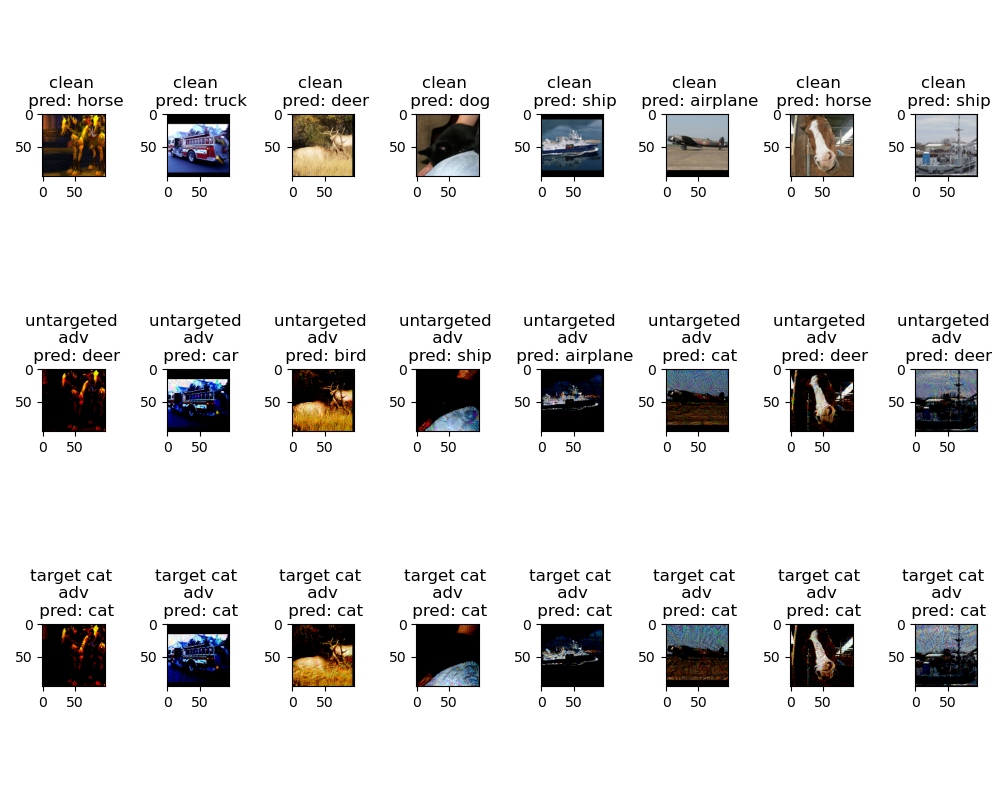 clean clean clean clean clean clean clean clean
pred: horse pred: truck pred: deer pred: dog pred: ship pred: airplane pred: horse pred: ship
0 0 0 0 0 0 0 0
50 50 50 50 50 50 50 50
0 50 0 50 0 50 0 50 0 50 0 50 0 50 0 50
untargeted untargeted untargeted untargeted untargeted untargeted untargeted untargeted
adv adv adv adv adv adv adv adv
pred: deer pred: car pred: bird pred: ship pred: airplane pred: cat pred: deer pred: deer
0 0 0 0 0 0 0 0
50 50 50 50 50 50 50 50
0 50 0 50 0 50 0 50 0 50 0 50 0 50 0 50
target cat target cat target cat target cat target cat target cat target cat target cat
adv adv adv adv adv adv adv adv
pred: cat pred: cat pred: cat pred: cat pred: cat pred: cat pred: cat pred: cat
0 0 0 0 0 0 0 0
50 50 50 50 50 50 50 50
0 50 0 50 0 50 0 50 0 50 0 50 0 50 0 50